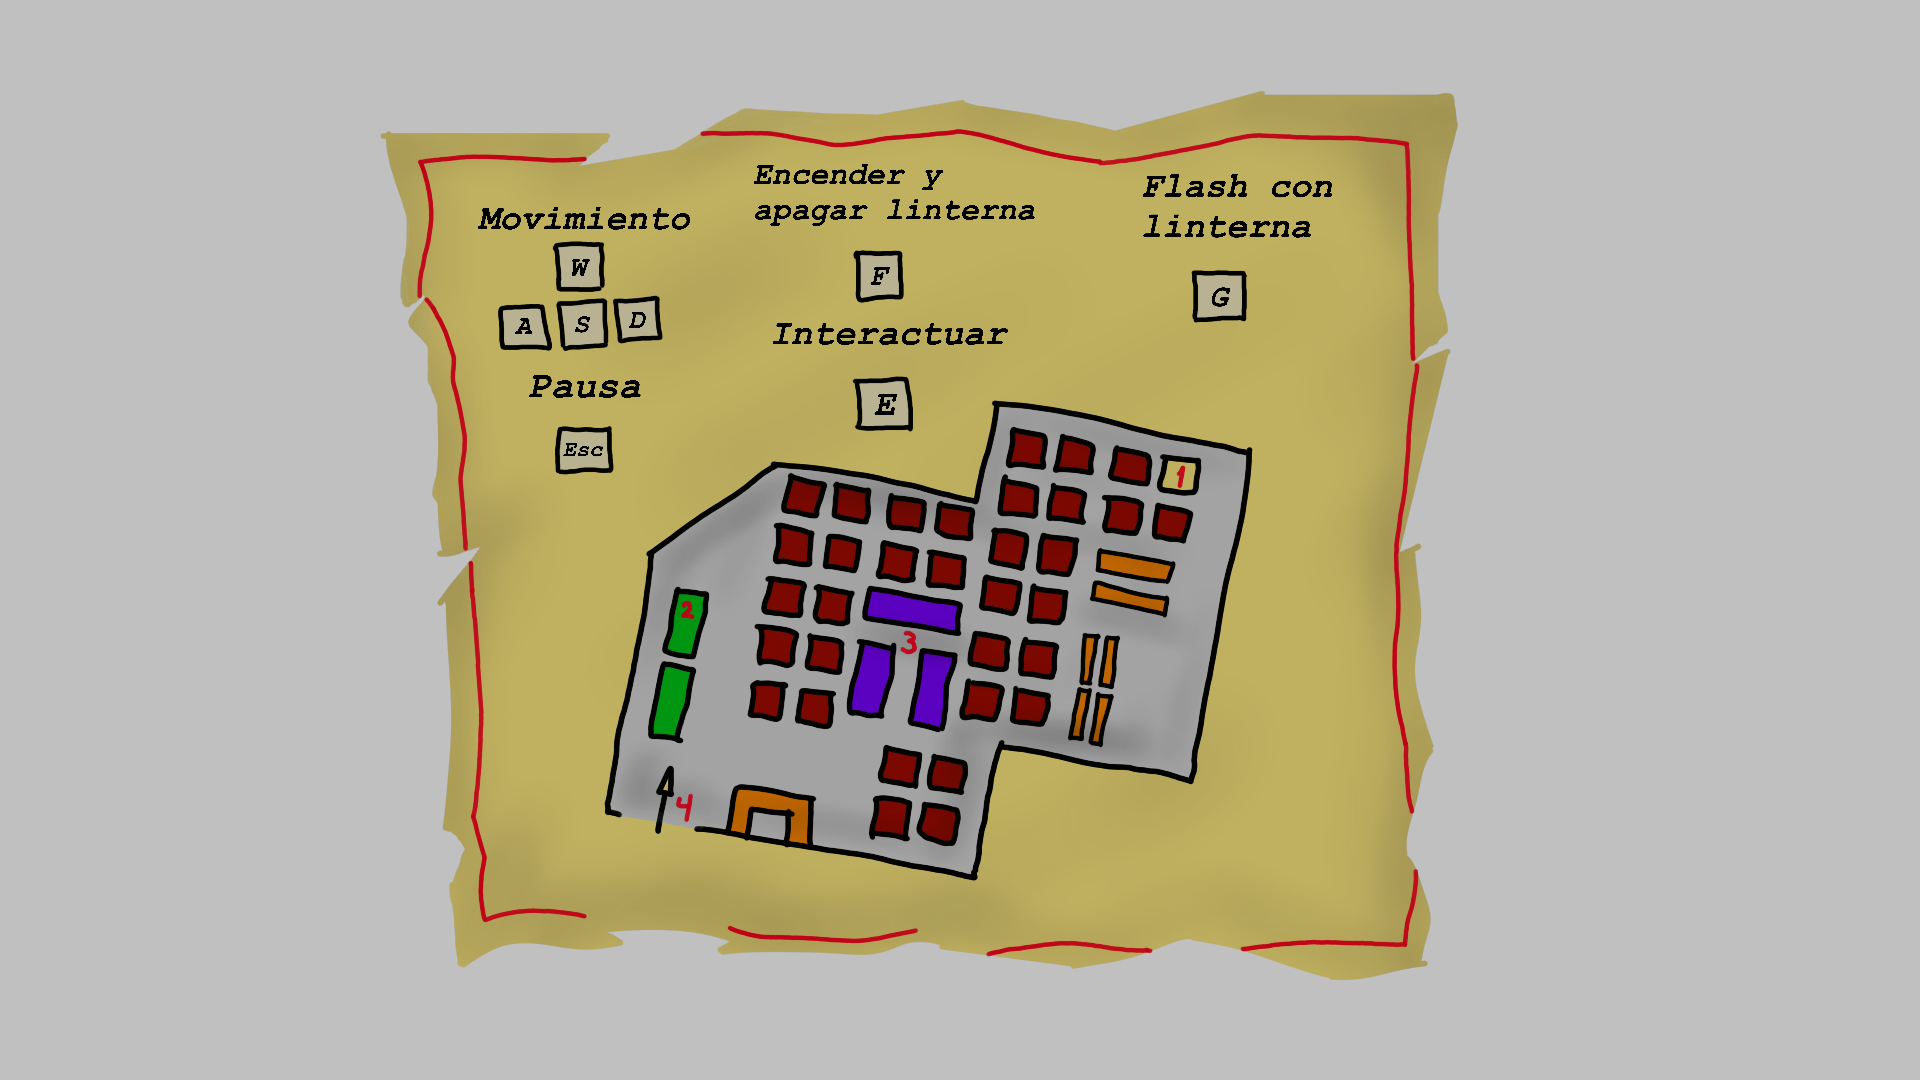 Movimiento
W
A S D
Pausa
Esc
Encender y
apagar linterna
F
Interactuar
E
Flash con
linterna
G
1
2
3
4